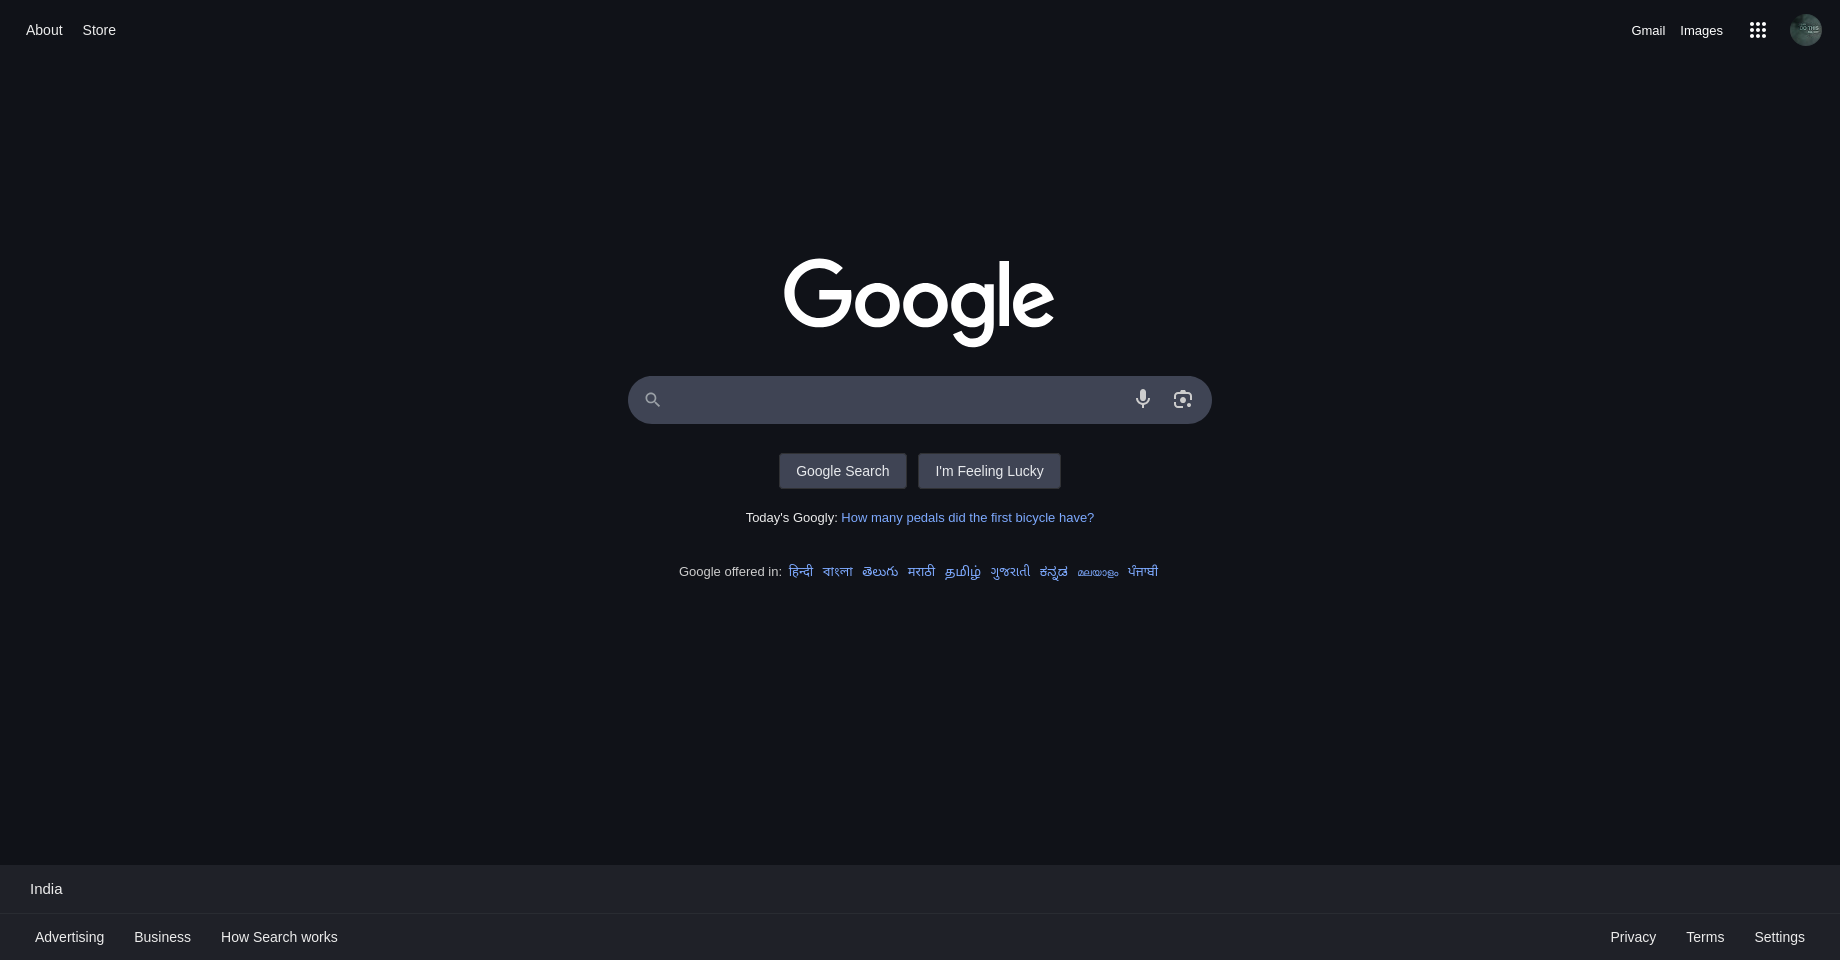 About Store
Gmail Images
Google
Google Search I'm Feeling Lucky
Today's Googly: How many pedals did the first bicycle have?
Google offered in: हिन्दी বাংলা తెలుగు मराठी தமிழ் ગુજરાતી ಕನ್ನಡ മലയാളം ਪੰਜਾਬੀ
India
Advertising Business How Search works
Privacy Terms Settings